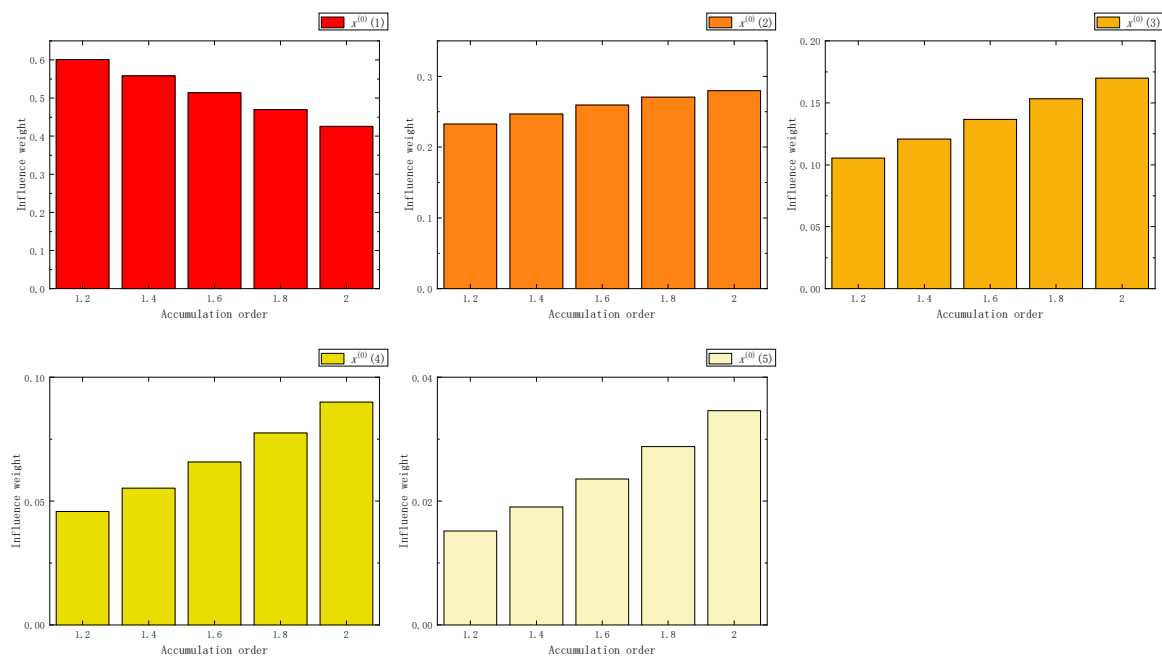 x⁽⁰⁾(1)
0.6
0.5
0.4
0.3
0.2
0.1
0.0
Influence weight
1.2 1.4 1.6 1.8 2
Accumulation order
x⁽⁰⁾(2)
0.3
0.2
0.1
0.0
Influence weight
1.2 1.4 1.6 1.8 2
Accumulation order
x⁽⁰⁾(3)
0.20
0.15
0.10
0.05
0.00
Influence weight
1.2 1.4 1.6 1.8 2
Accumulation order
x⁽⁰⁾(4)
0.10
0.05
0.00
Influence weight
1.2 1.4 1.6 1.8 2
Accumulation order
x⁽⁰⁾(5)
0.04
0.02
0.00
Influence weight
1.2 1.4 1.6 1.8 2
Accumulation order